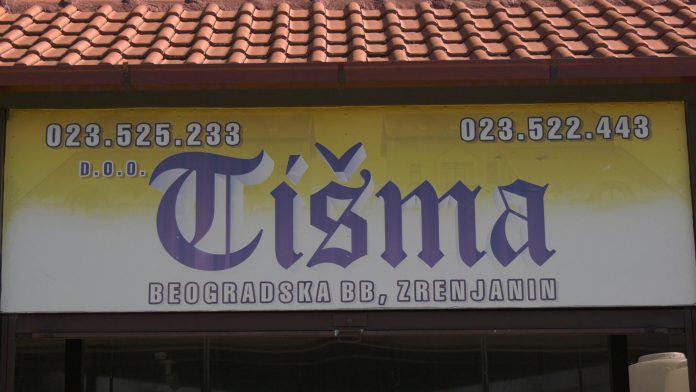 023.525.233 023.522.443
D.O.O. Tišma
BEOGRADSKA BB, ZRENJANIN